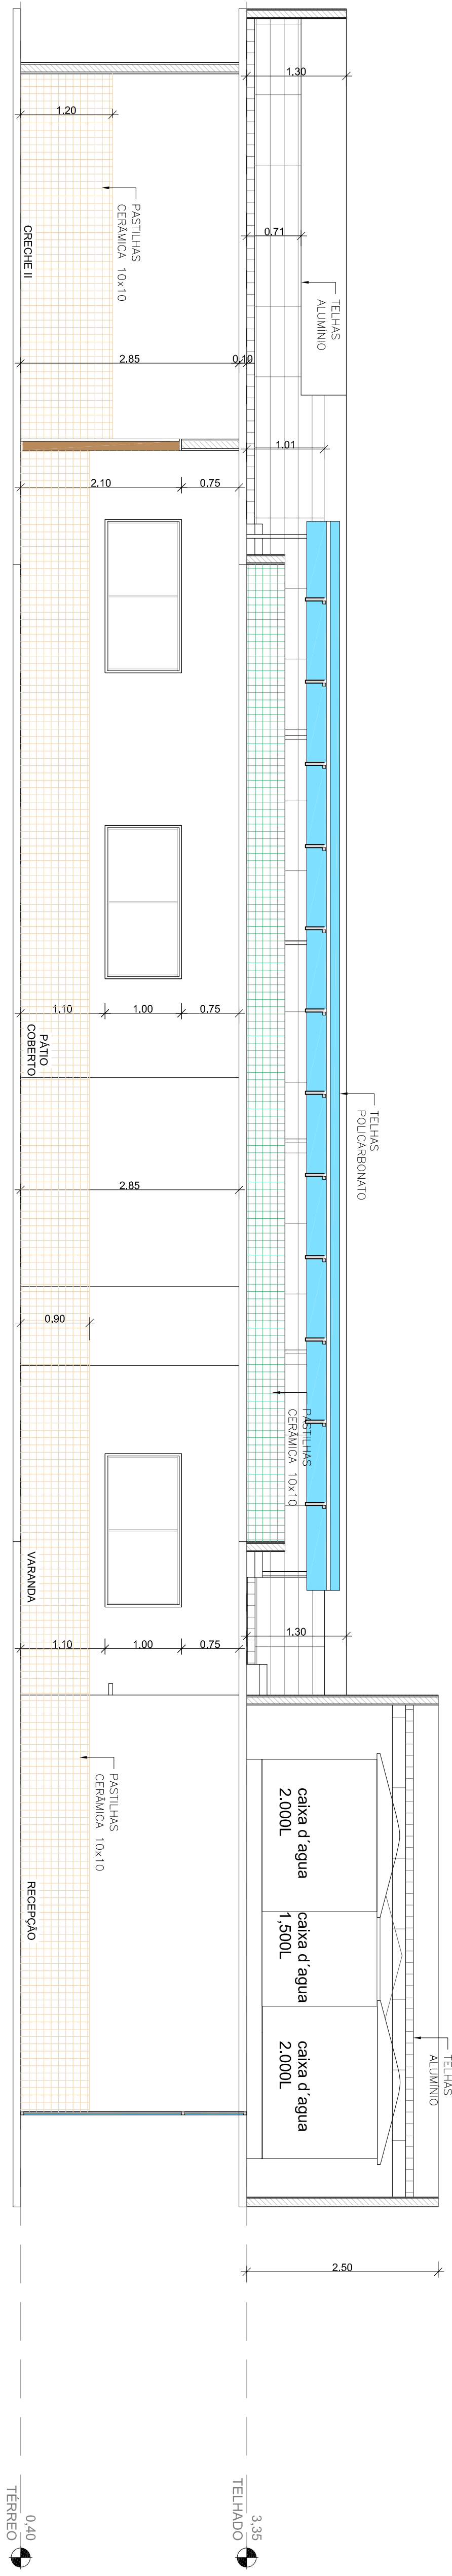 1.30
0.71
TELHAS
ALUMÍNIO
1.01
TELHAS
POLICARBONATO
PASTILHAS
CERÂMICA 10x10
1.30
caixa d´agua
2.000L
caixa d´agua
1,500L
caixa d´agua
2.000L
TELHAS
ALUMÍNIO
2.50
3,35
TELHADO
1.20
PASTILHAS
CERÂMICA 10x10
CRECHE II
2.85
0.10
2.10
0.75
1.10
1.00
0.75
PÁTIO
COBERTO
2.85
0.90
VARANDA
1.10
1.00
0.75
PASTILHAS
CERÂMICA 10x10
RECEPÇÃO
0,40
TÉRREO